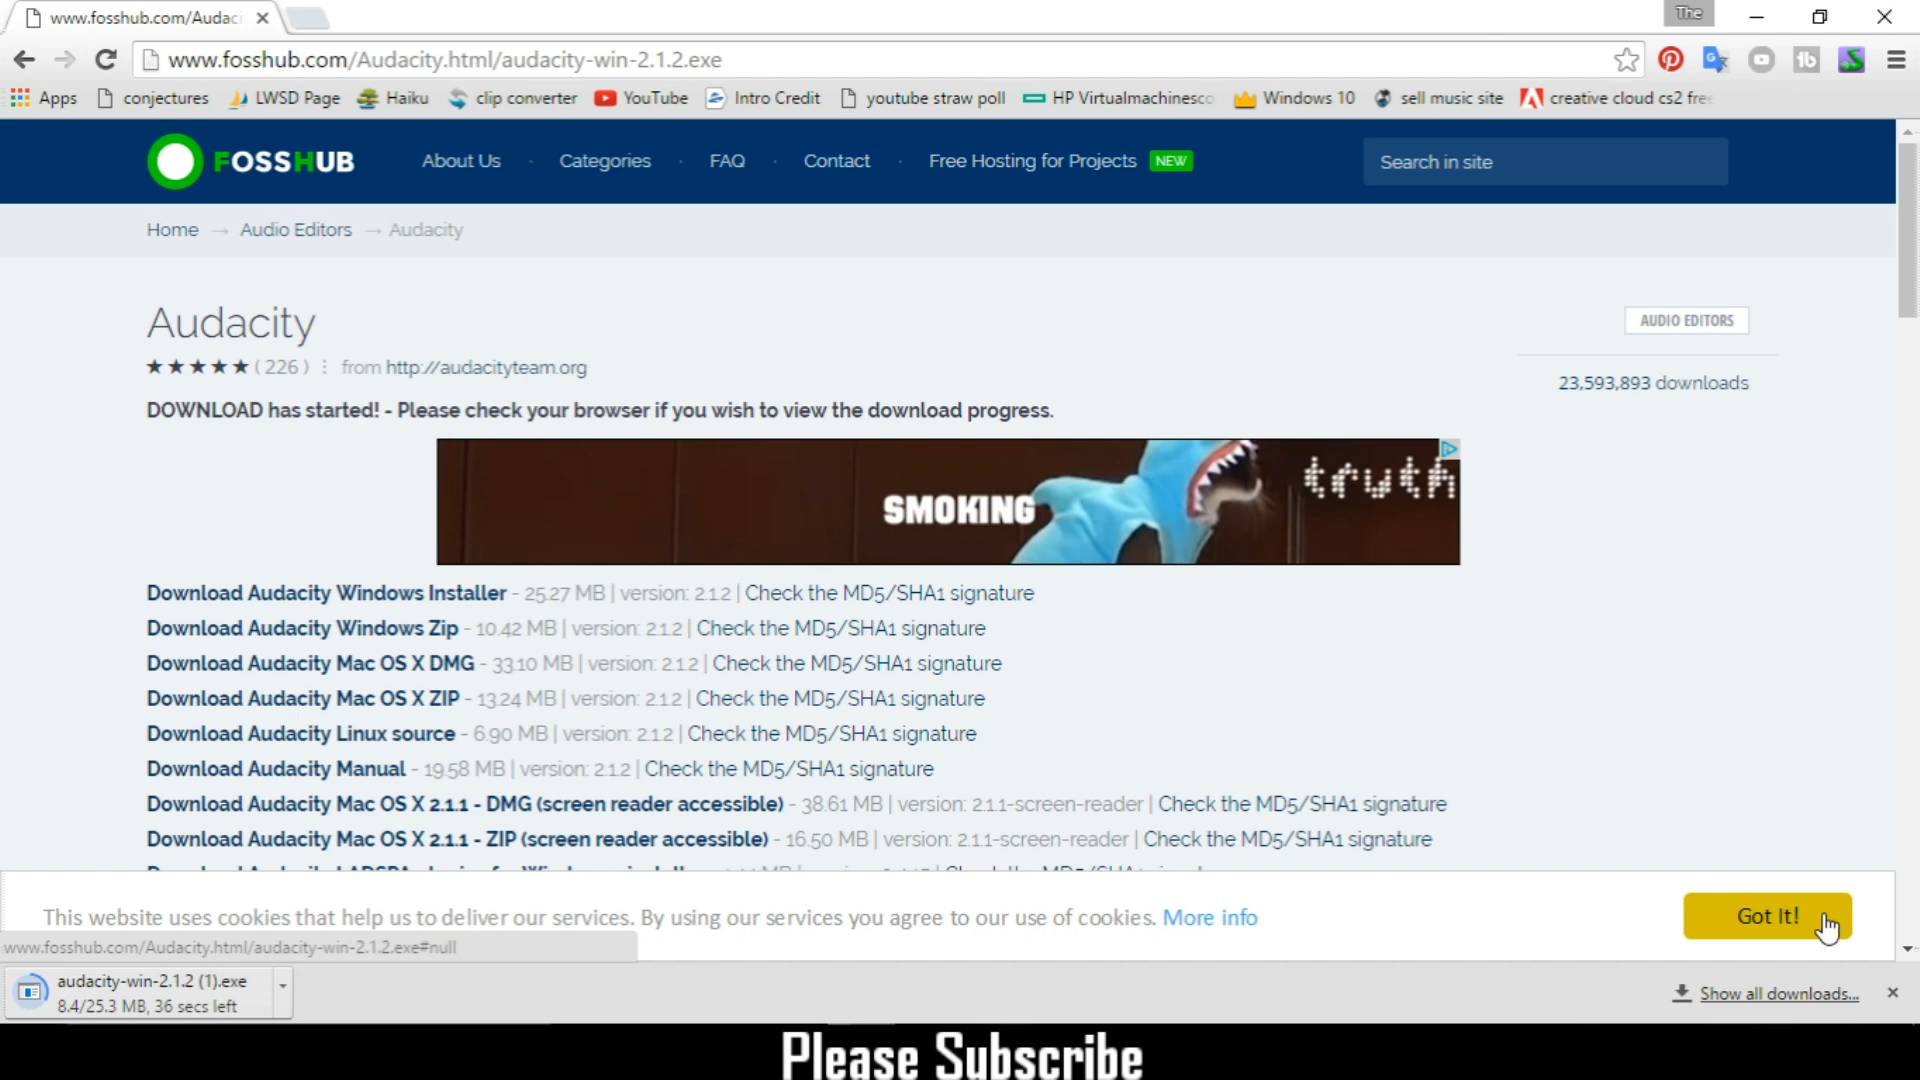 www.fosshub.com/Audaci
The
www.fosshub.com/Audacity.html/audacity-win-2.1.2.exe
Apps conjectures LWSD Page Haiku clip converter YouTube Intro Credit youtube straw poll HP Virtualmachinesco Windows 10 sell music site creative cloud cs2 free
FOSSHUB About Us · Categories · FAQ · Contact · Free Hosting for Projects NEW Search in site
Home → Audio Editors → Audacity
Audacity
AUDIO EDITORS
★★★★★ ( 226 ) ⋮ from http://audacityteam.org
23,593,893 downloads
DOWNLOAD has started! - Please check your browser if you wish to view the download progress.
SMOKING truth
Download Audacity Windows Installer - 25.27 MB | version: 2.1.2 | Check the MD5/SHA1 signature
Download Audacity Windows Zip - 10.42 MB | version: 2.1.2 | Check the MD5/SHA1 signature
Download Audacity Mac OS X DMG - 33.10 MB | version: 2.1.2 | Check the MD5/SHA1 signature
Download Audacity Mac OS X ZIP - 13.24 MB | version: 2.1.2 | Check the MD5/SHA1 signature
Download Audacity Linux source - 6.90 MB | version: 2.1.2 | Check the MD5/SHA1 signature
Download Audacity Manual - 19.58 MB | version: 2.1.2 | Check the MD5/SHA1 signature
Download Audacity Mac OS X 2.1.1 - DMG (screen reader accessible) - 38.61 MB | version: 2.1.1-screen-reader | Check the MD5/SHA1 signature
Download Audacity Mac OS X 2.1.1 - ZIP (screen reader accessible) - 16.50 MB | version: 2.1.1-screen-reader | Check the MD5/SHA1 signature
This website uses cookies that help us to deliver our services. By using our services you agree to our use of cookies. More info
Got It!
www.fosshub.com/Audacity.html/audacity-win-2.1.2.exe#null
audacity-win-2.1.2 (1).exe
8.4/25.3 MB, 36 secs left
Show all downloads...
Please Subscribe